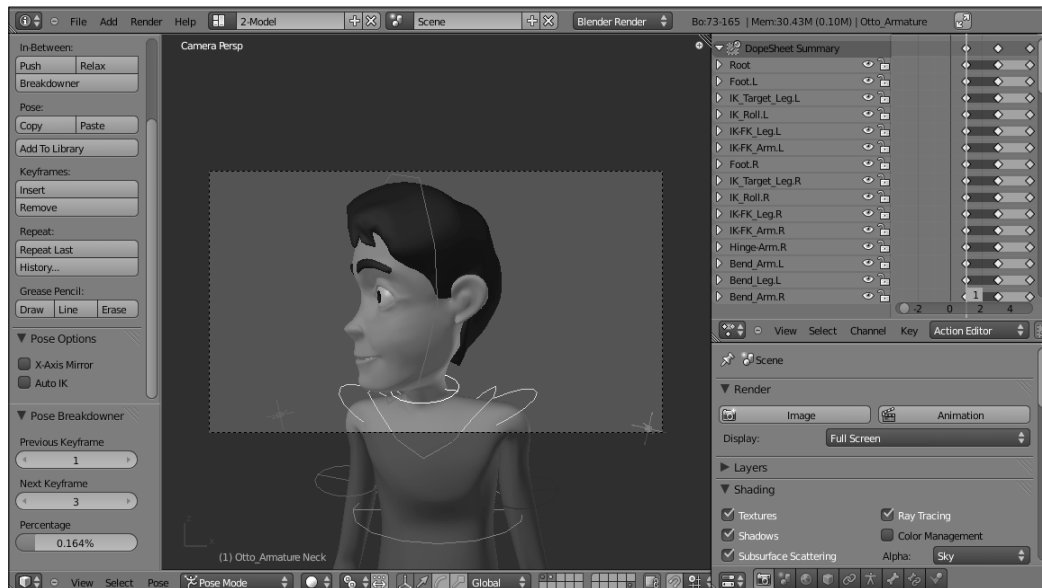 File Add Render Help 2-Model Scene Blender Render Bo:73-165 | Mem:30.43M (0.10M) | Otto_Armature
In-Between:
Push Relax
Breakdowner
Pose:
Copy Paste
Add To Library
Keyframes:
Insert
Remove
Repeat:
Repeat Last
History...
Grease Pencil:
Draw Line Erase
Pose Options
X-Axis Mirror
Auto IK
Pose Breakdowner
Previous Keyframe
1
Next Keyframe
3
Percentage
0.164%
Camera Persp
(1) Otto_Armature Neck
View Select Pose Pose Mode Global
DopeSheet Summary
Root
Foot.L
IK_Target_Leg.L
IK_Roll.L
IK-FK_Leg.L
IK-FK_Arm.L
Foot.R
IK_Target_Leg.R
IK_Roll.R
IK-FK_Leg.R
IK-FK_Arm.R
Hinge-Arm.R
Bend_Arm.L
Bend_Leg.L
Bend_Arm.R
1
-2 0 2 4
View Select Channel Key Action Editor
Scene
Render
Image Animation
Display: Full Screen
Layers
Shading
Textures Ray Tracing
Shadows Color Management
Subsurface Scattering Alpha: Sky